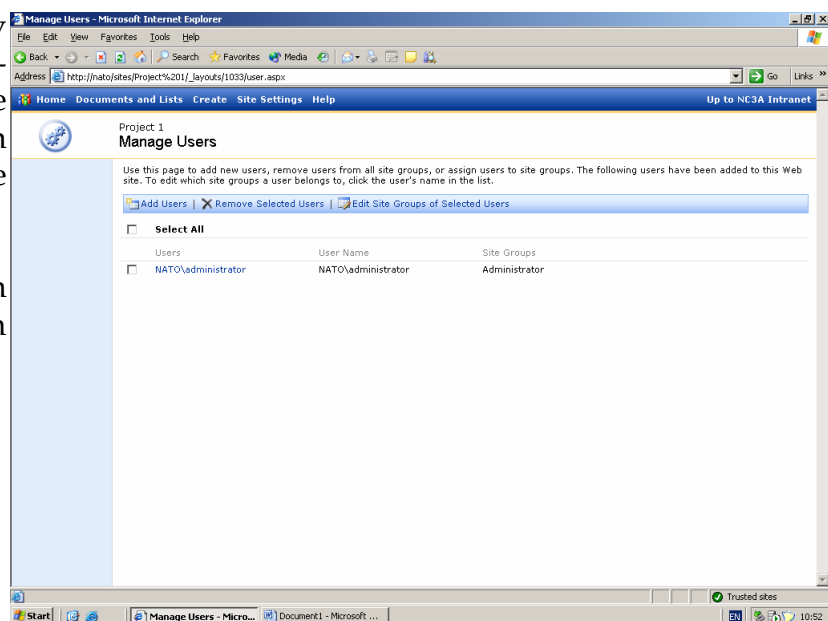 Manage Users - Microsoft Internet Explorer
File Edit View Favorites Tools Help
Back Search Favorites Media
Address http://nato/sites/Project%201/_layouts/1033/user.aspx Go Links »
Home Documents and Lists Create Site Settings Help Up to NC3A Intranet
Project 1
Manage Users
Use this page to add new users, remove users from all site groups, or assign users to site groups. The following users have been added to this Web
site. To edit which site groups a user belongs to, click the user's name in the list.
Add Users | Remove Selected Users | Edit Site Groups of Selected Users
Select All
Users User Name Site Groups
NATO\administrator NATO\administrator Administrator
Trusted sites
Start Manage Users - Micro... Document1 - Microsoft ... EN 10:52